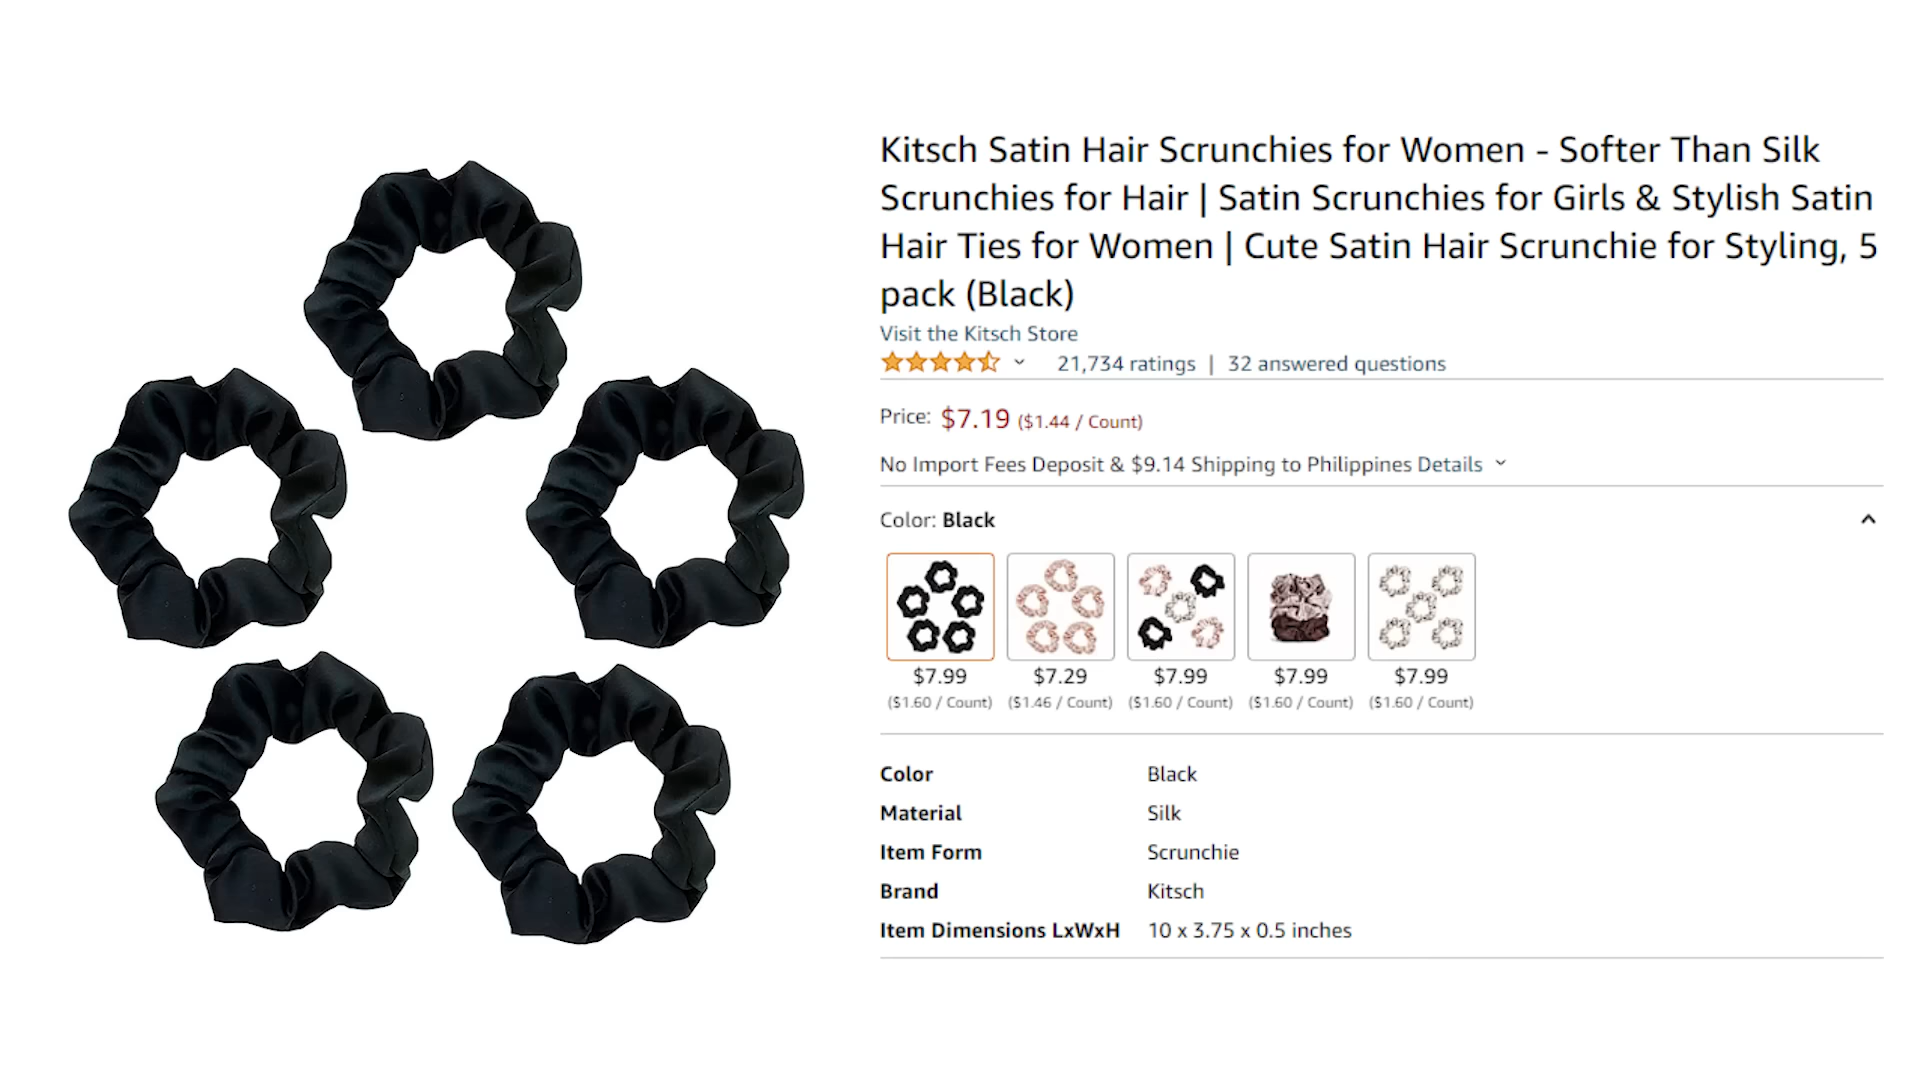 Kitsch Satin Hair Scrunchies for Women - Softer Than Silk
Scrunchies for Hair | Satin Scrunchies for Girls & Stylish Satin
Hair Ties for Women | Cute Satin Hair Scrunchie for Styling, 5
pack (Black)
Visit the Kitsch Store
21,734 ratings | 32 answered questions
Price: $7.19 ($1.44 / Count)
No Import Fees Deposit & $9.14 Shipping to Philippines Details
Color: Black
$7.99 $7.29 $7.99 $7.99 $7.99
($1.60 / Count) ($1.46 / Count) ($1.60 / Count) ($1.60 / Count) ($1.60 / Count)
Color Black
Material Silk
Item Form Scrunchie
Brand Kitsch
Item Dimensions LxWxH 10 x 3.75 x 0.5 inches